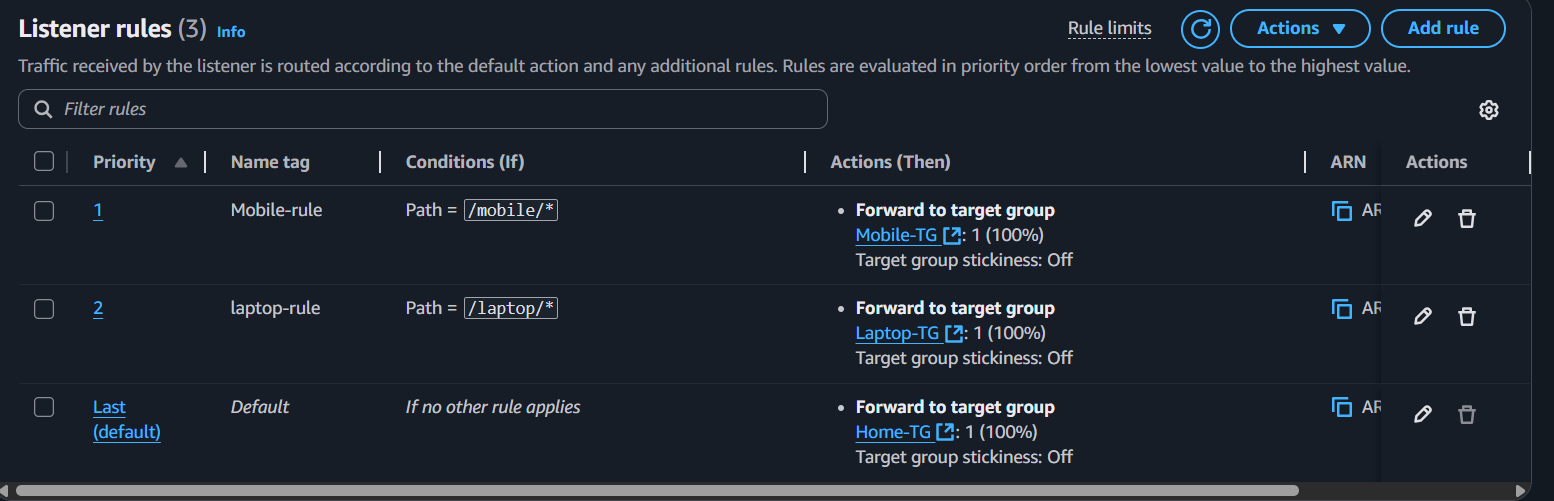 Listener rules (3) Info Rule limits Actions Add rule
Traffic received by the listener is routed according to the default action and any additional rules. Rules are evaluated in priority order from the lowest value to the highest value.
Filter rules
Priority Name tag Conditions (If) Actions (Then) ARN Actions
1 Mobile-rule Path = /mobile/* • Forward to target group AR
Mobile-TG : 1 (100%)
Target group stickiness: Off
2 laptop-rule Path = /laptop/* • Forward to target group AR
Laptop-TG : 1 (100%)
Target group stickiness: Off
Last Default If no other rule applies • Forward to target group AR
(default) Home-TG : 1 (100%)
Target group stickiness: Off